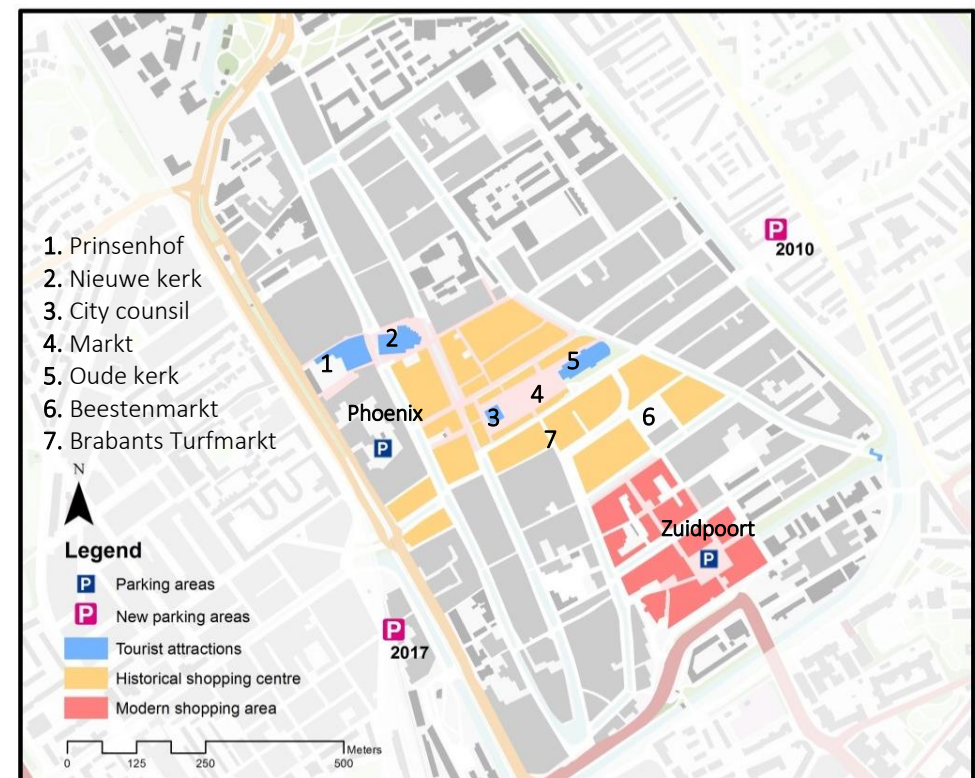 P
2010
1. Prinsenhof
2. Nieuwe kerk
3. City counsil
4. Markt
5. Oude kerk
6. Beestenmarkt
7. Brabants Turfmarkt
1
2
3
4
5
6
7
Phoenix
P
Zuidpoort
P
P
2017
N
Legend
P Parking areas
P New parking areas
Tourist attractions
Historical shopping centre
Modern shopping area
Meters
0 125 250 500